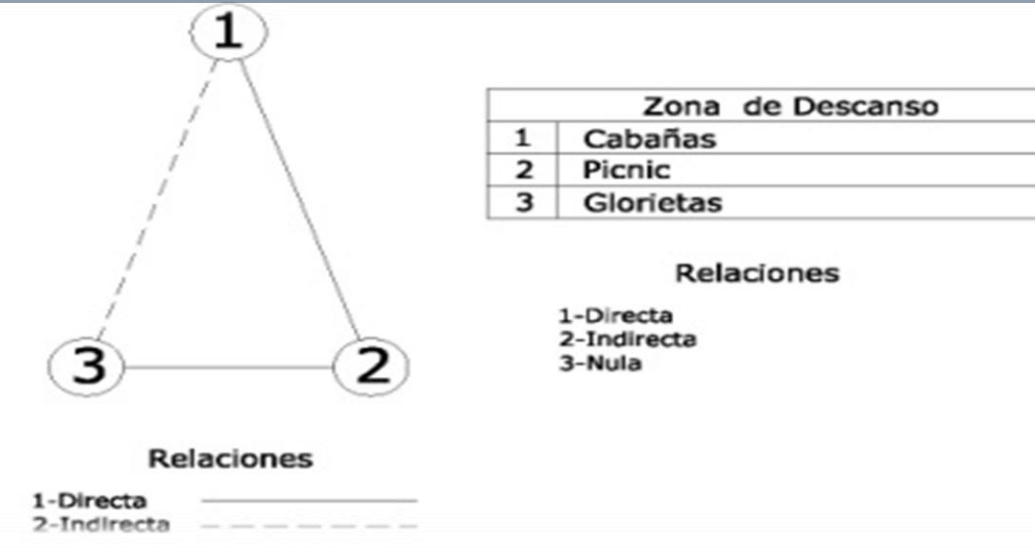 1
3
2
Zona de Descanso
1 Cabañas
2 Picnic
3 Glorietas
Relaciones
1-Directa
2-Indirecta
3-Nula
Relaciones
1-Directa
2-Indirecta